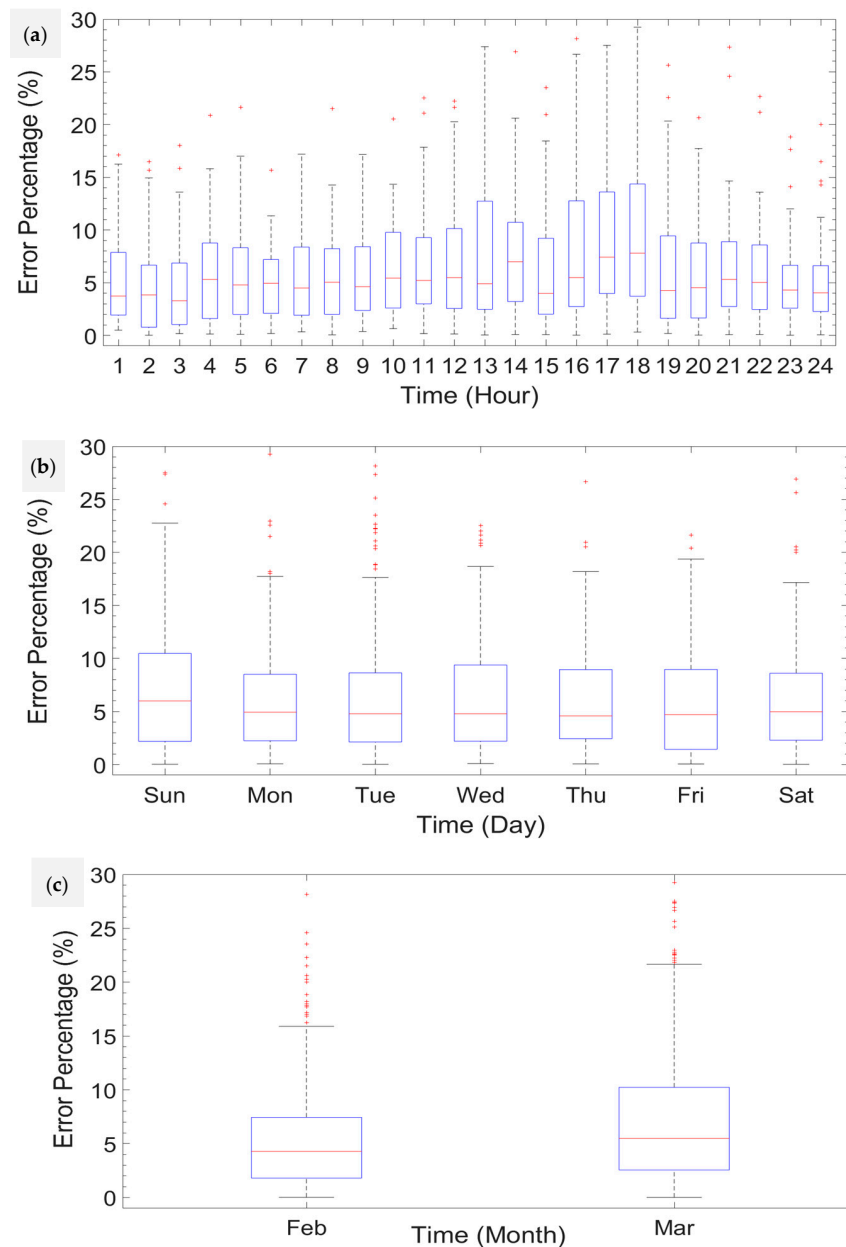 (a)
Error Percentage (%)
30
25
20
15
10
5
0
1 2 3 4 5 6 7 8 9 10 11 12 13 14 15 16 17 18 19 20 21 22 23 24
Time (Hour)
(b)
Error Percentage (%)
30
25
20
15
10
5
0
Sun Mon Tue Wed Thu Fri Sat
Time (Day)
(c)
Error Percentage (%)
30
25
20
15
10
5
0
Feb Time (Month) Mar